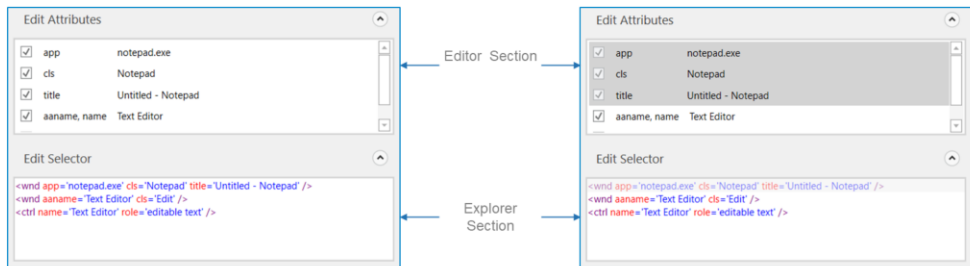 Edit Attributes
app notepad.exe
cls Notepad
title Untitled - Notepad
aaname, name Text Editor
Edit Selector
<wnd app='notepad.exe' cls='Notepad' title='Untitled - Notepad' />
<wnd aaname='Text Editor' cls='Edit' />
<ctrl name='Text Editor' role='editable text' />
Editor Section
Explorer
Section
Edit Attributes
app notepad.exe
cls Notepad
title Untitled - Notepad
aaname, name Text Editor
Edit Selector
<wnd app='notepad.exe' cls='Notepad' title='Untitled - Notepad' />
<wnd aaname='Text Editor' cls='Edit' />
<ctrl name='Text Editor' role='editable text' />